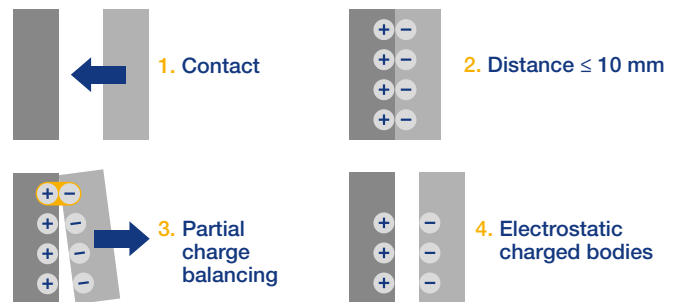 1. Contact
+ −
+ −
+ −
+ −
2. Distance ≤ 10 mm
+ −
+ −
+ −
+ −
3. Partial
charge
balancing
+ −
+ −
+ −
4. Electrostatic
charged bodies